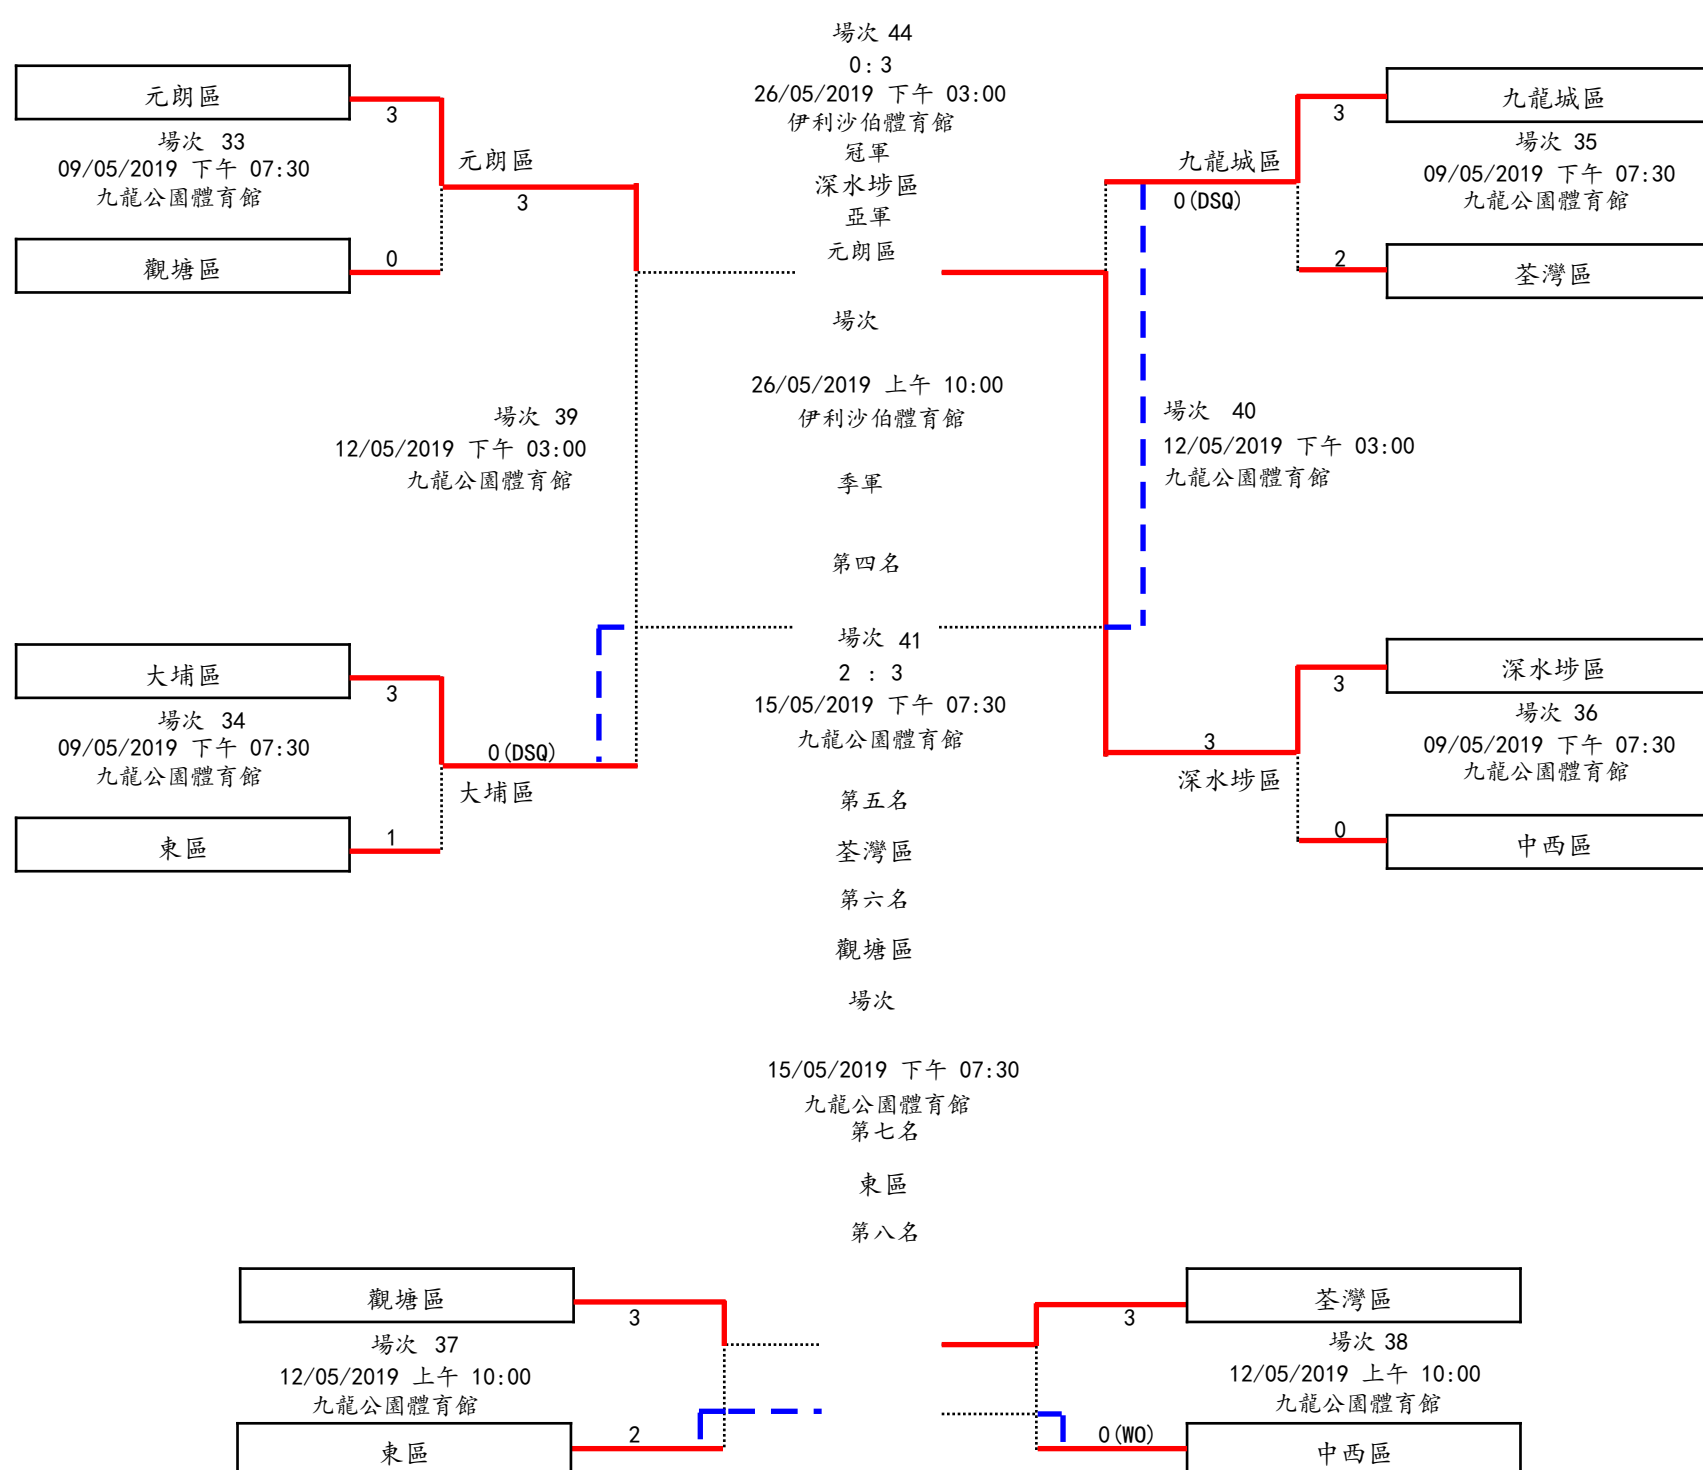 場次 44
0:3
26/05/2019 下午 03:00
伊利沙伯體育館
冠軍
深水埗區
亞軍
元朗區
元朗區
3
場次 33
09/05/2019 下午 07:30
九龍公園體育館
元朗區
3
觀塘區
0
九龍城區
3
場次 35
09/05/2019 下午 07:30
九龍公園體育館
九龍城區
0(DSQ)
荃灣區
2
場次
26/05/2019 上午 10:00
伊利沙伯體育館
季軍
第四名
場次 39
12/05/2019 下午 03:00
九龍公園體育館
場次 40
12/05/2019 下午 03:00
九龍公園體育館
大埔區
3
場次 34
09/05/2019 下午 07:30
九龍公園體育館
0(DSQ)
大埔區
東區
1
場次 41
2 : 3
15/05/2019 下午 07:30
九龍公園體育館
第五名
荃灣區
第六名
觀塘區
深水埗區
3
場次 36
09/05/2019 下午 07:30
九龍公園體育館
3
深水埗區
中西區
0
場次
15/05/2019 下午 07:30
九龍公園體育館
第七名
東區
第八名
觀塘區
3
場次 37
12/05/2019 上午 10:00
九龍公園體育館
東區
2
荃灣區
3
場次 38
12/05/2019 上午 10:00
九龍公園體育館
0(WO)
中西區